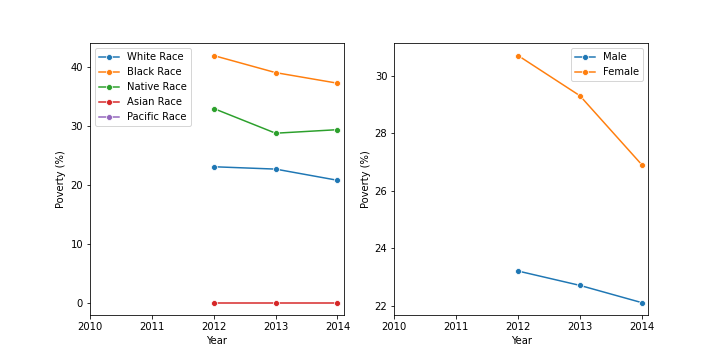 White Race
Black Race
Native Race
Asian Race
Pacific Race
40
30
20
10
0
Poverty (%)
2010 2011 2012 2013 2014
Year
Male
Female
30
28
26
24
22
Poverty (%)
2010 2011 2012 2013 2014
Year